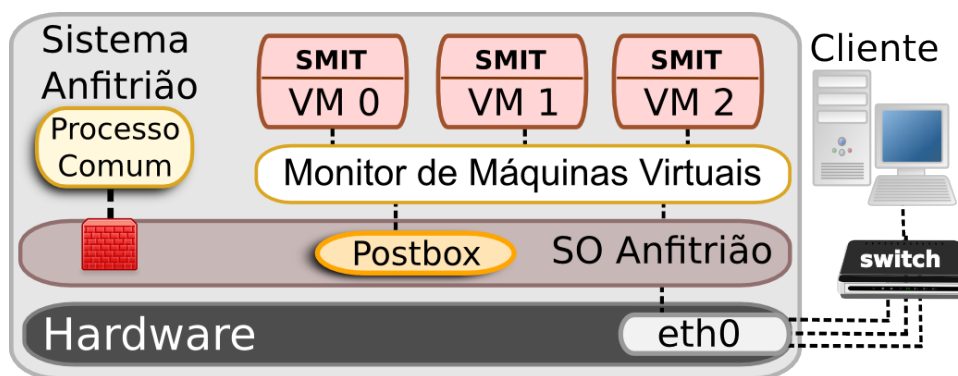 Sistema
Anfitrião
Processo
Comum
SMIT
VM 0
SMIT
VM 1
SMIT
VM 2
Monitor de Máquinas Virtuais
Postbox
SO Anfitrião
Hardware
eth0
Cliente
switch